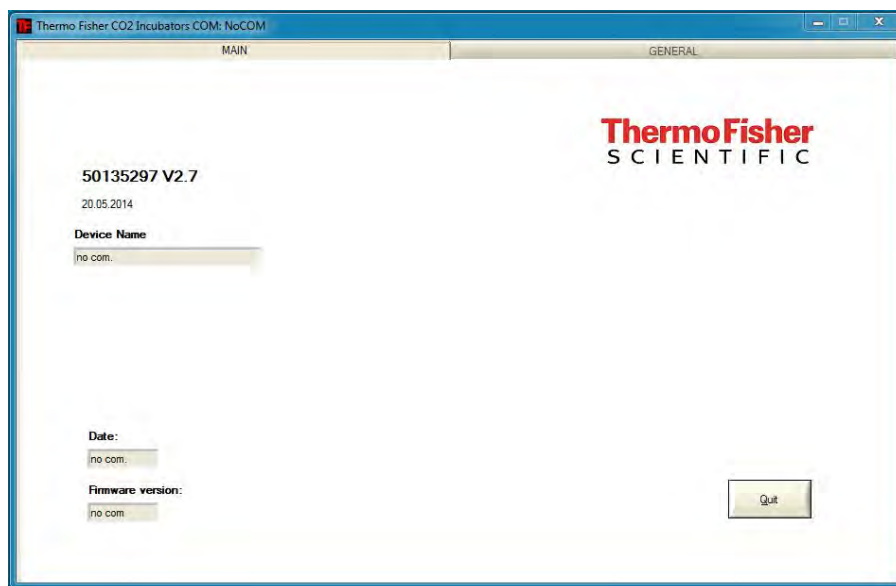 Thermo Fisher CO2 Incubators COM: NoCOM
MAIN
GENERAL
ThermoFisher
SCIENTIFIC
50135297 V2.7
20.05.2014
Device Name
no com.
Date:
no com.
Firmware version:
no com
Quit